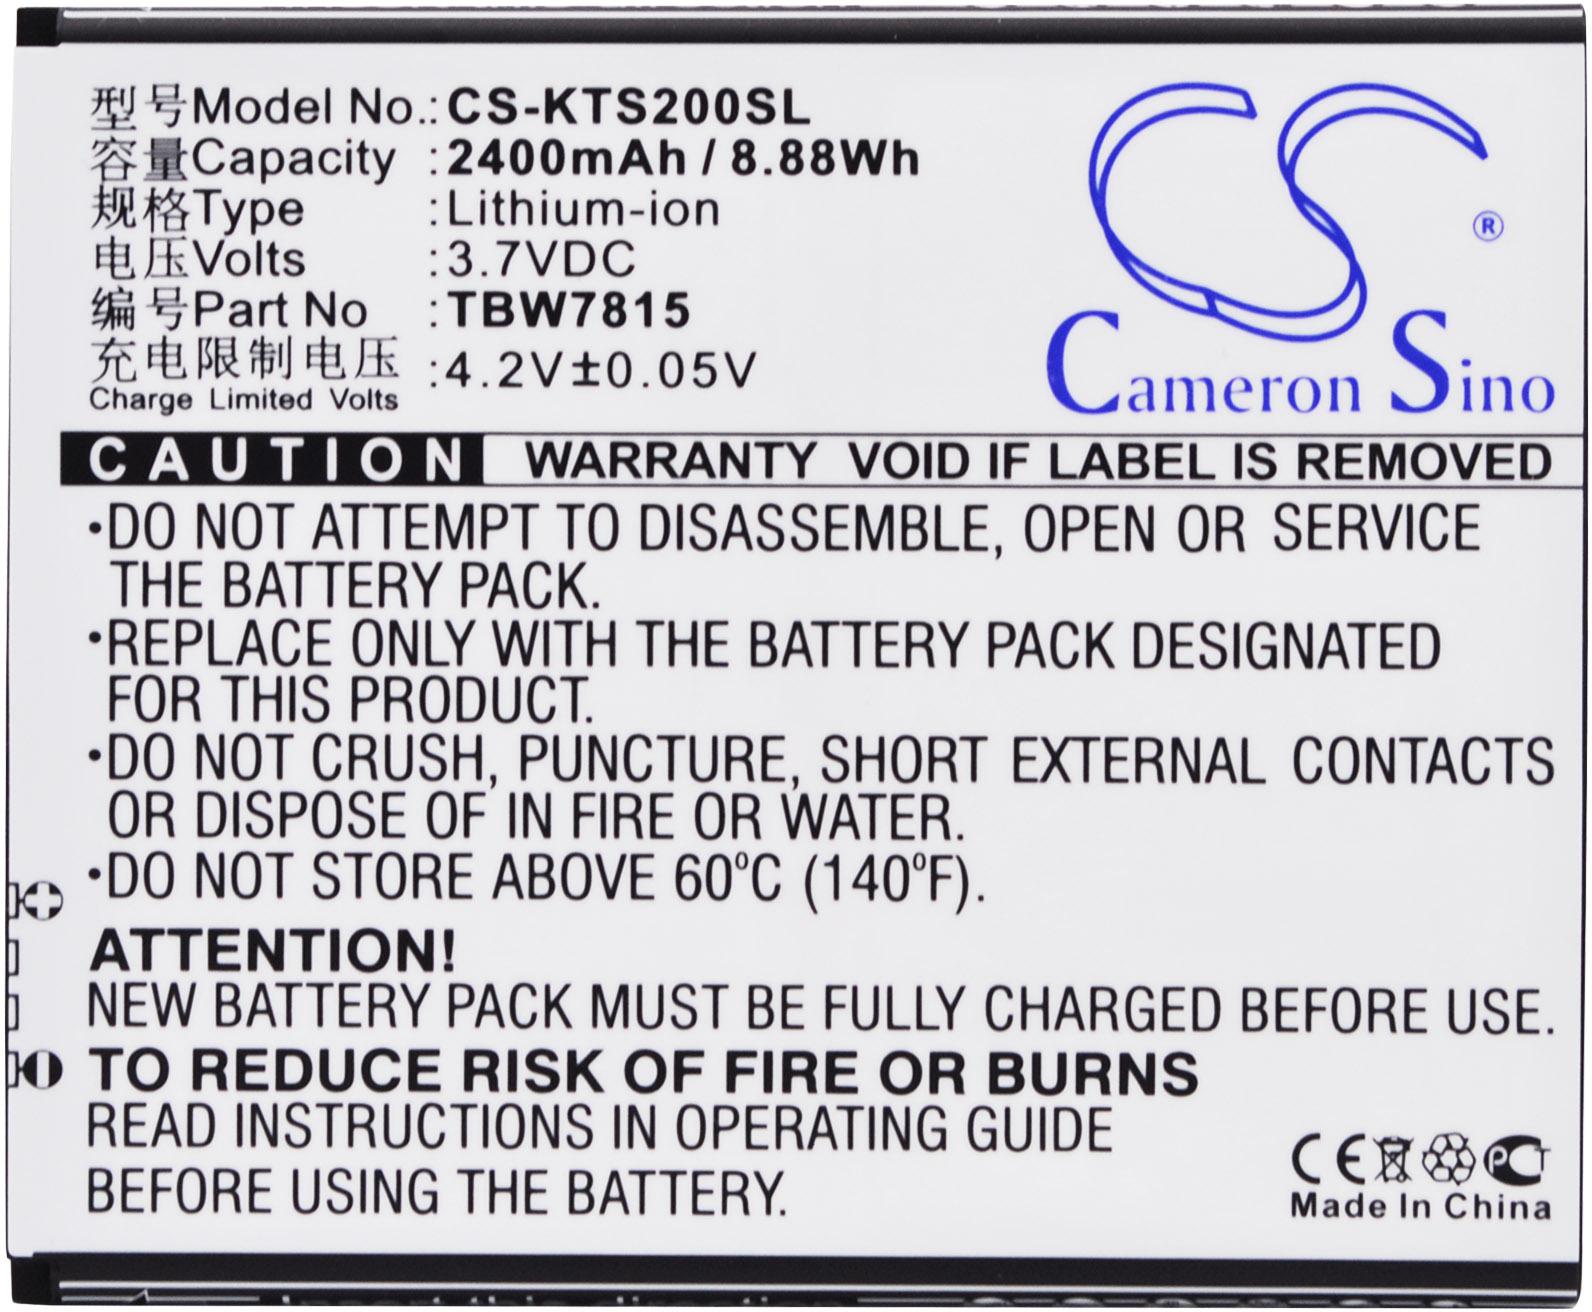 型号Model No.: CS-KTS200SL
容量Capacity : 2400mAh / 8.88Wh
规格Type : Lithium-ion
电压Volts : 3.7VDC
编号Part No : TBW7815
充电限制电压 : 4.2V±0.05V
Charge Limited Volts
®
Cameron Sino
CAUTION WARRANTY VOID IF LABEL IS REMOVED
•DO NOT ATTEMPT TO DISASSEMBLE, OPEN OR SERVICE
THE BATTERY PACK.
•REPLACE ONLY WITH THE BATTERY PACK DESIGNATED
FOR THIS PRODUCT.
•DO NOT CRUSH, PUNCTURE, SHORT EXTERNAL CONTACTS
OR DISPOSE OF IN FIRE OR WATER.
•DO NOT STORE ABOVE 60ºC (140ºF).
ATTENTION!
NEW BATTERY PACK MUST BE FULLY CHARGED BEFORE USE.
TO REDUCE RISK OF FIRE OR BURNS
READ INSTRUCTIONS IN OPERATING GUIDE
BEFORE USING THE BATTERY.
CE PCT
Made In China